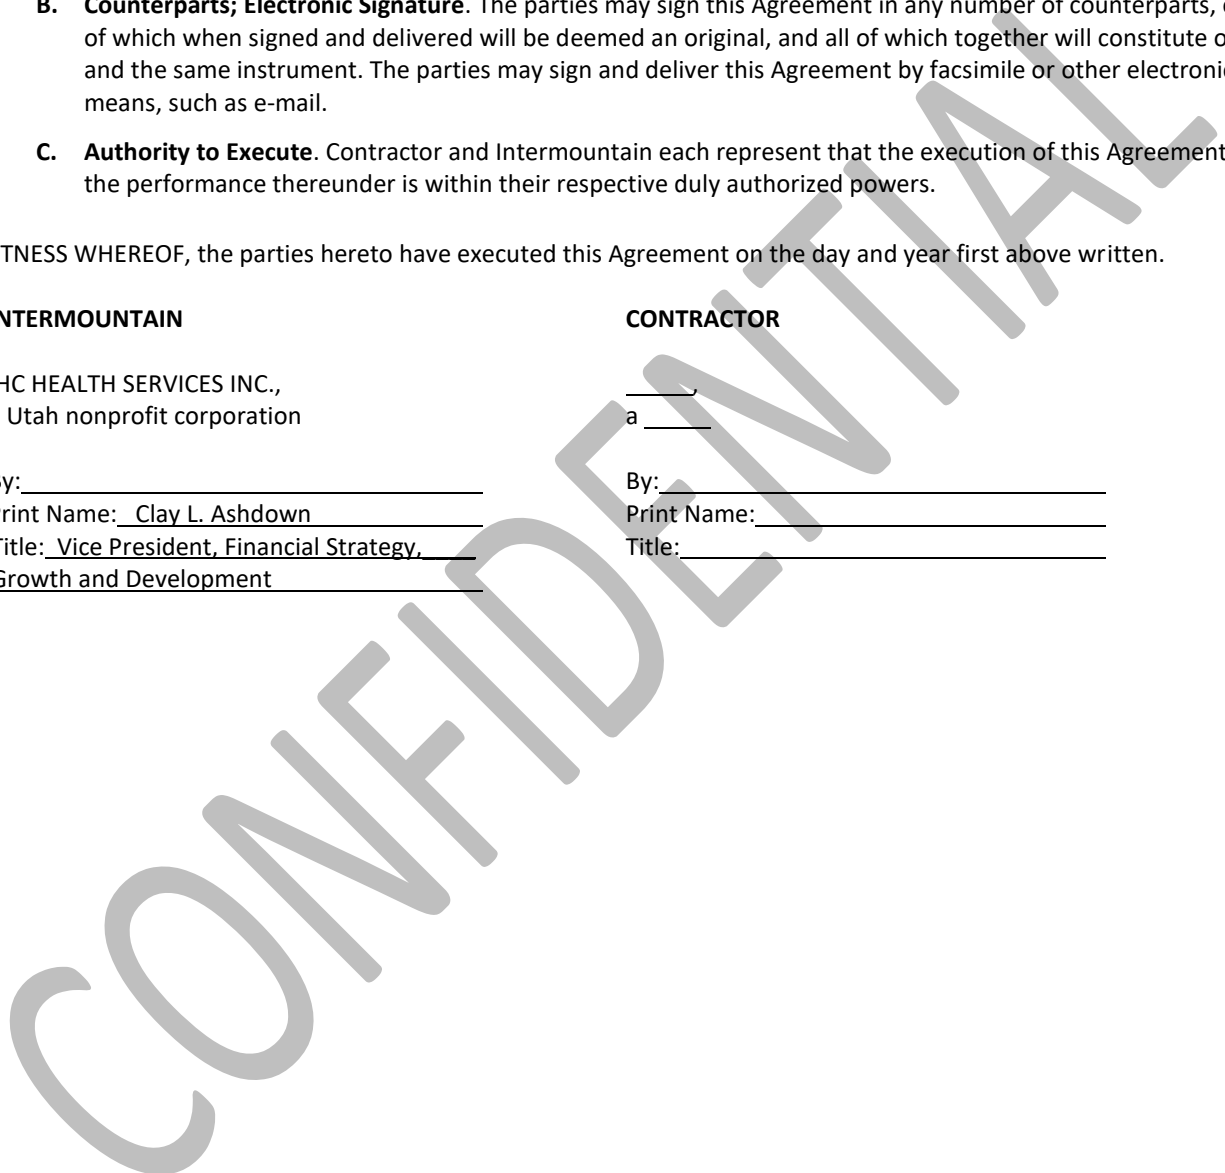 B. Counterparts; Electronic Signature. The parties may sign this Agreement in any number of counterparts,
of which when signed and delivered will be deemed an original, and all of which together will constitute
and the same instrument. The parties may sign and deliver this Agreement by facsimile or other electroni
means, such as e-mail.
C. Authority to Execute. Contractor and Intermountain each represent that the execution of this Agreement
the performance thereunder is within their respective duly authorized powers.
TNESS WHEREOF, the parties hereto have executed this Agreement on the day and year first above written.
NTERMOUNTAIN
CONTRACTOR
HC HEALTH SERVICES INC.,
_____,
Utah nonprofit corporation
a _____
By:
By:
Print Name: Clay L. Ashdown
Print Name:
Title: Vice President, Financial Strategy,
Title:
Growth and Development
CONFIDENTIAL